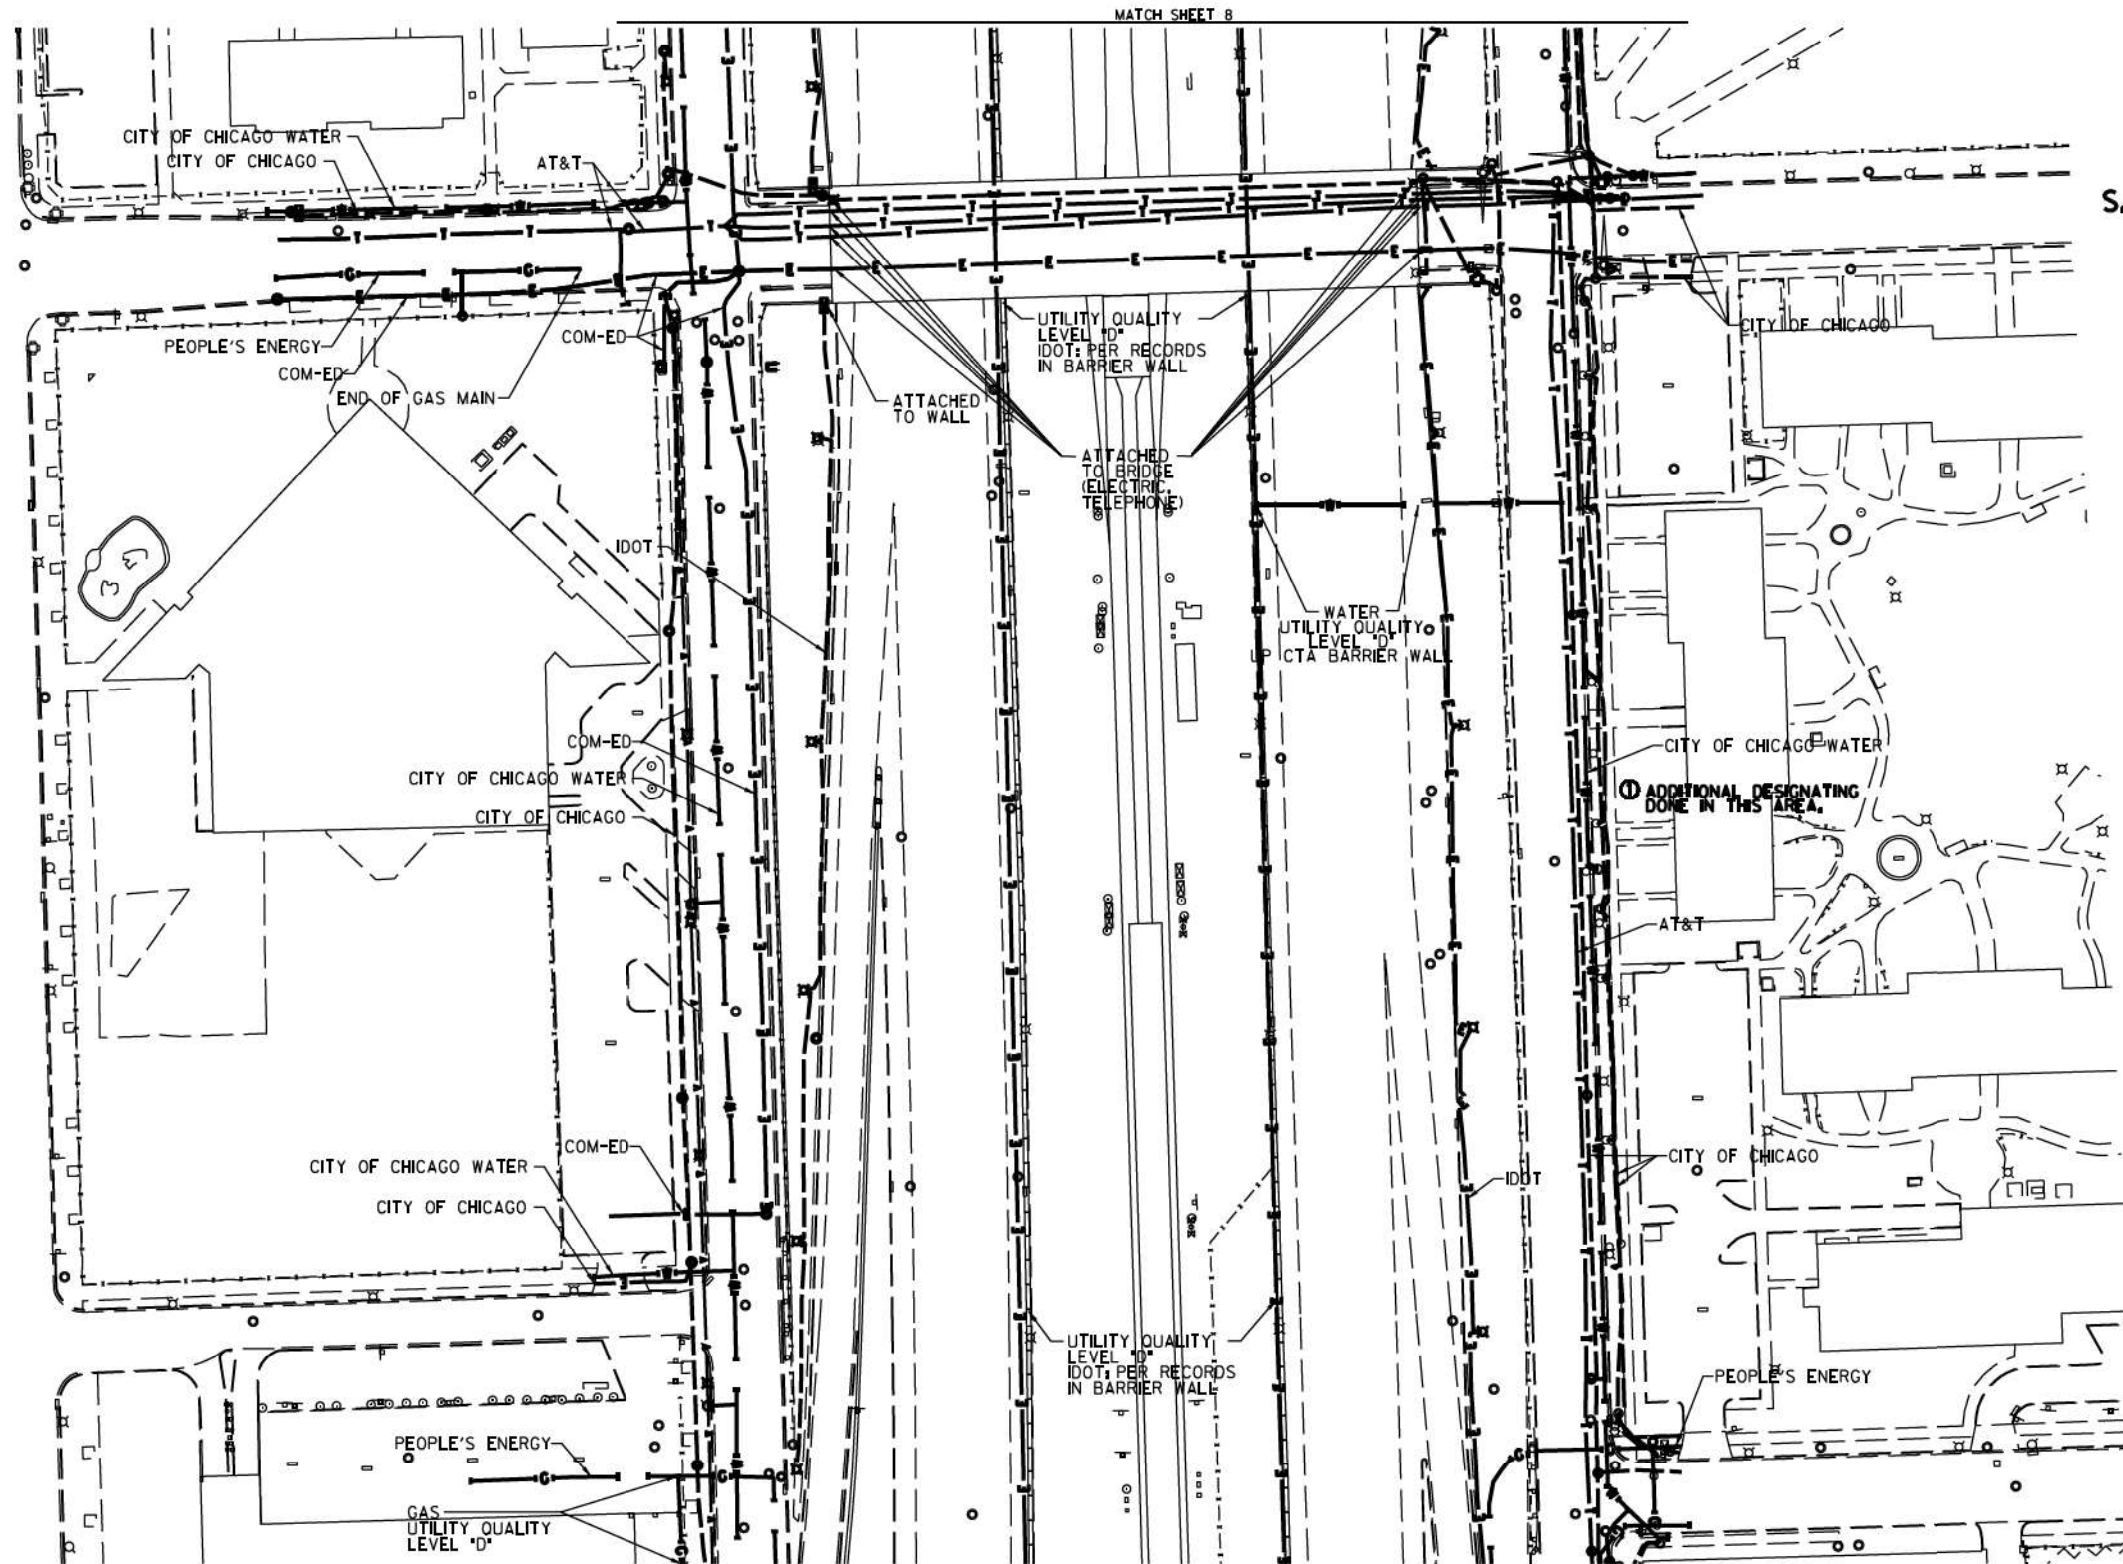 MATCH SHEET 8
CITY OF CHICAGO WATER
CITY OF CHICAGO
AT&T
S.
PEOPLE'S ENERGY
COM-ED
END OF GAS MAIN
COM-ED
UTILITY QUALITY
LEVEL "D"
IDOT: PER RECORDS
IN BARRIER WALL
CITY OF CHICAGO
ATTACHED
TO WALL
ATTACHED
TO BRIDGE
(ELECTRIC,
TELEPHONE)
IDOT
WATER
UTILITY QUALITY
LEVEL "D"
UP CTA BARRIER WALL
COM-ED
CITY OF CHICAGO WATER
CITY OF CHICAGO
CITY OF CHICAGO WATER
1 ADDITIONAL DESIGNATING
DONE IN THIS AREA.
AT&T
COM-ED
CITY OF CHICAGO WATER
CITY OF CHICAGO
IDOT
CITY OF CHICAGO
UTILITY QUALITY
LEVEL "D"
IDOT: PER RECORDS
IN BARRIER WALL
PEOPLE'S ENERGY
PEOPLE'S ENERGY
GAS
UTILITY QUALITY
LEVEL "D"